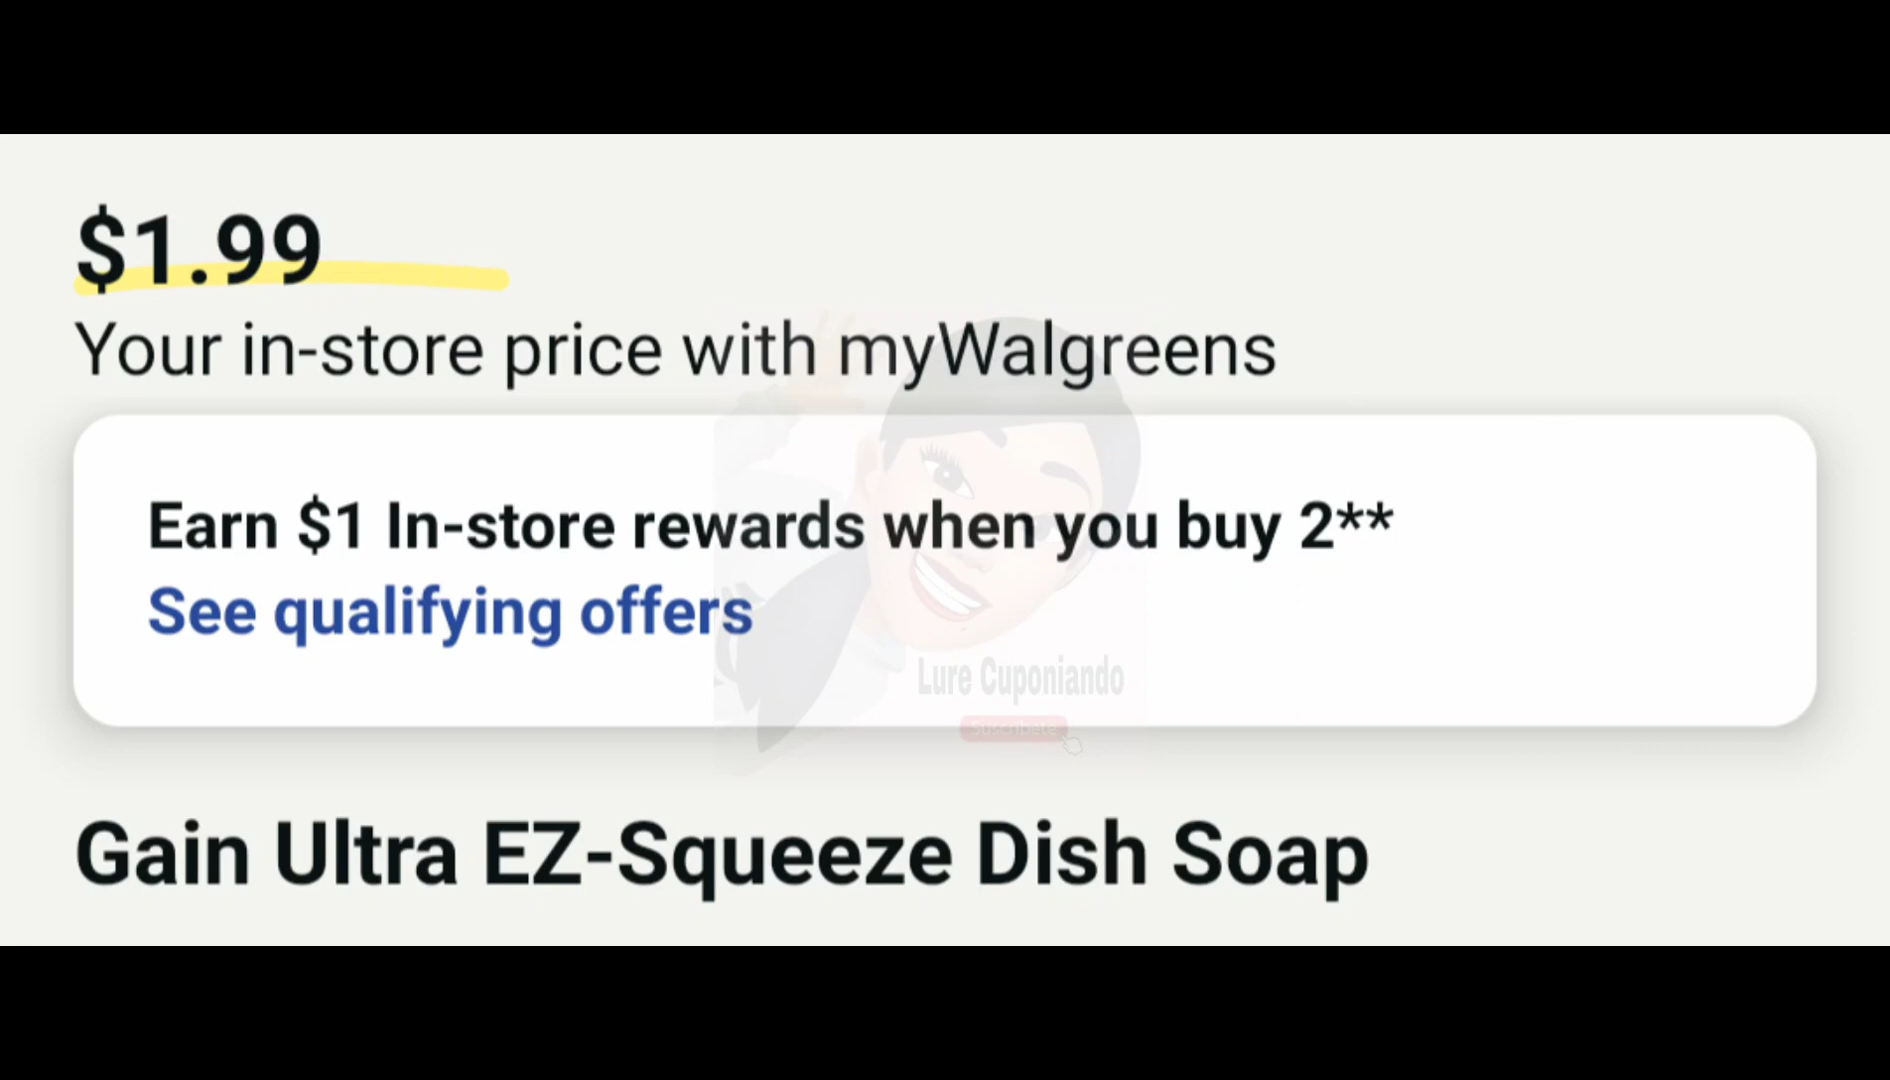 $1.99
Your in-store price with myWalgreens
Earn $1 In-store rewards when you buy 2**
See qualifying offers
Lure Cuponiando
Suscribete
Gain Ultra EZ-Squeeze Dish Soap